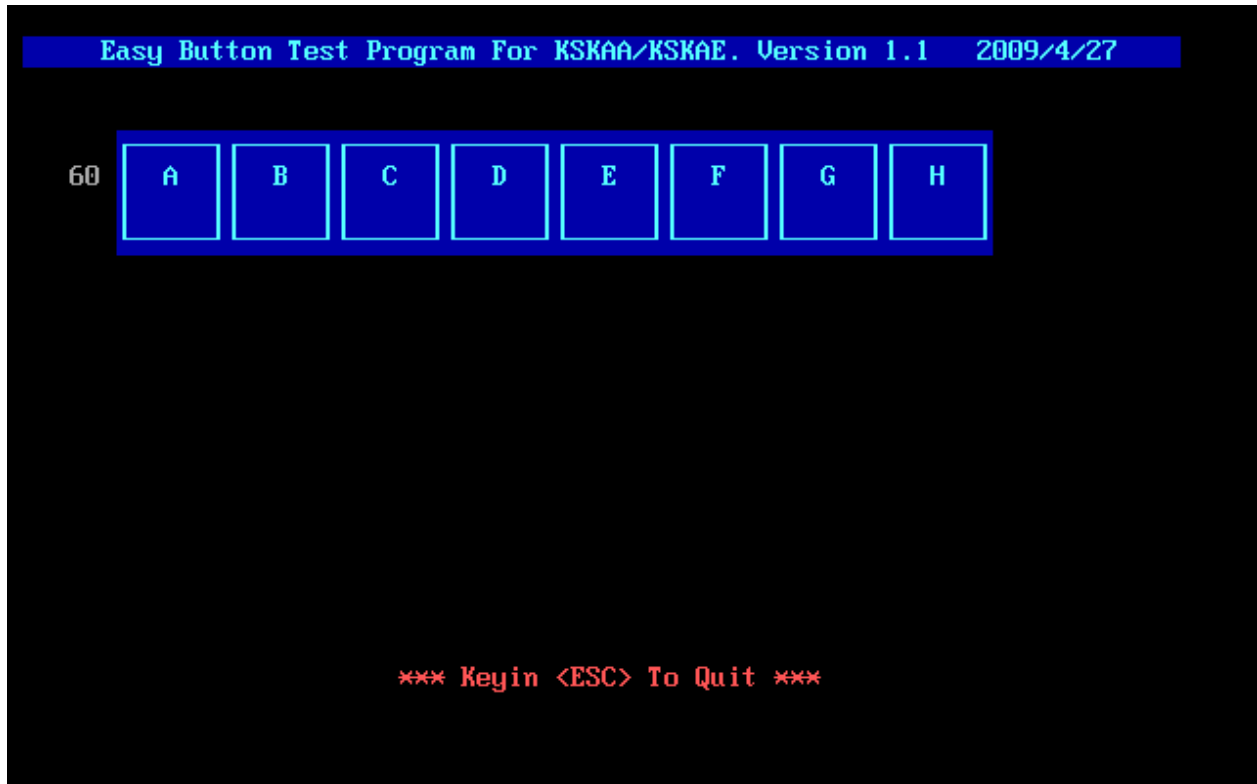 Easy Button Test Program For KSKAA/KSKAE. Version 1.1 2009/4/27
60 A B C D E F G H
*** Keyin <ESC> To Quit ***